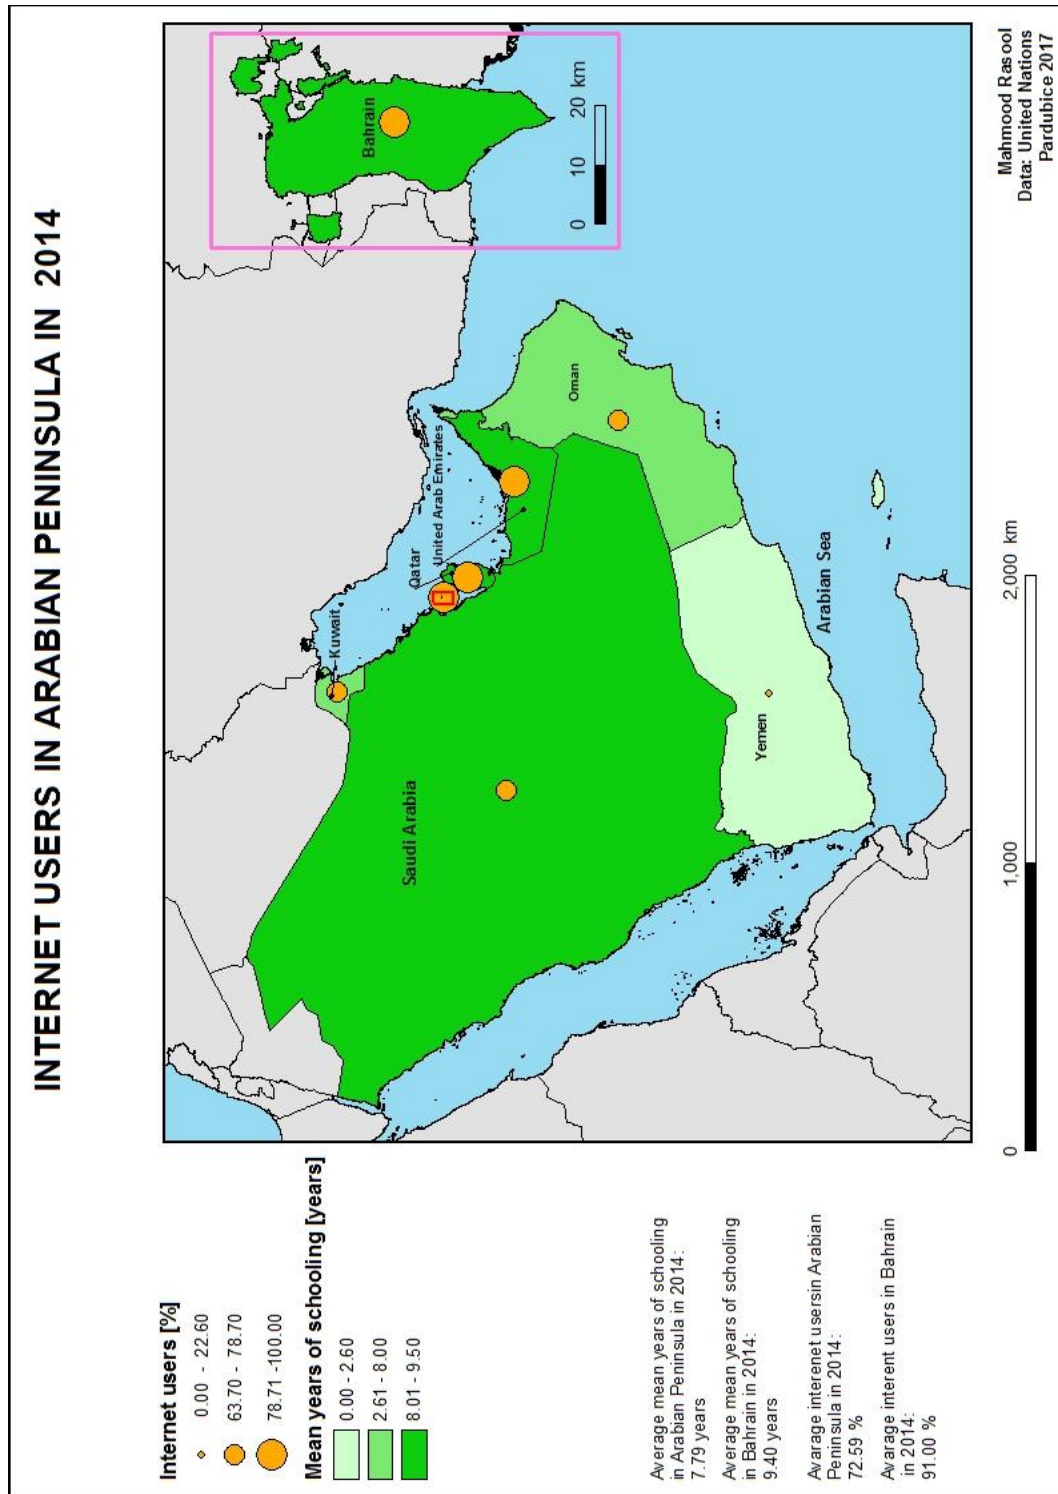 INTERNET USERS IN ARABIAN PENINSULA IN 2014
Bahrain
0 10 20 km
Kuwait
Qatar
United Arab Emirates
Oman
Saudi Arabia
Yemen
Arabian Sea
Internet users [%]
0.00 - 22.60
63.70 - 78.70
78.71 -100.00
Mean years of schooling [years]
0.00 - 2.60
2.61 - 8.00
8.01 - 9.50
Average mean years of schooling
in Arabian Peninsula in 2014:
7.79 years
Average mean years of schooling
in Bahrain in 2014:
9.40 years
Avarage interenet usersin Arabian
Peninsula in 2014:
72.59 %
Avarage interent users in Bahrain
in 2014:
91.00 %
0 1,000 2,000 km
Mahmood Rasool
Data: United Nations
Pardubice 2017